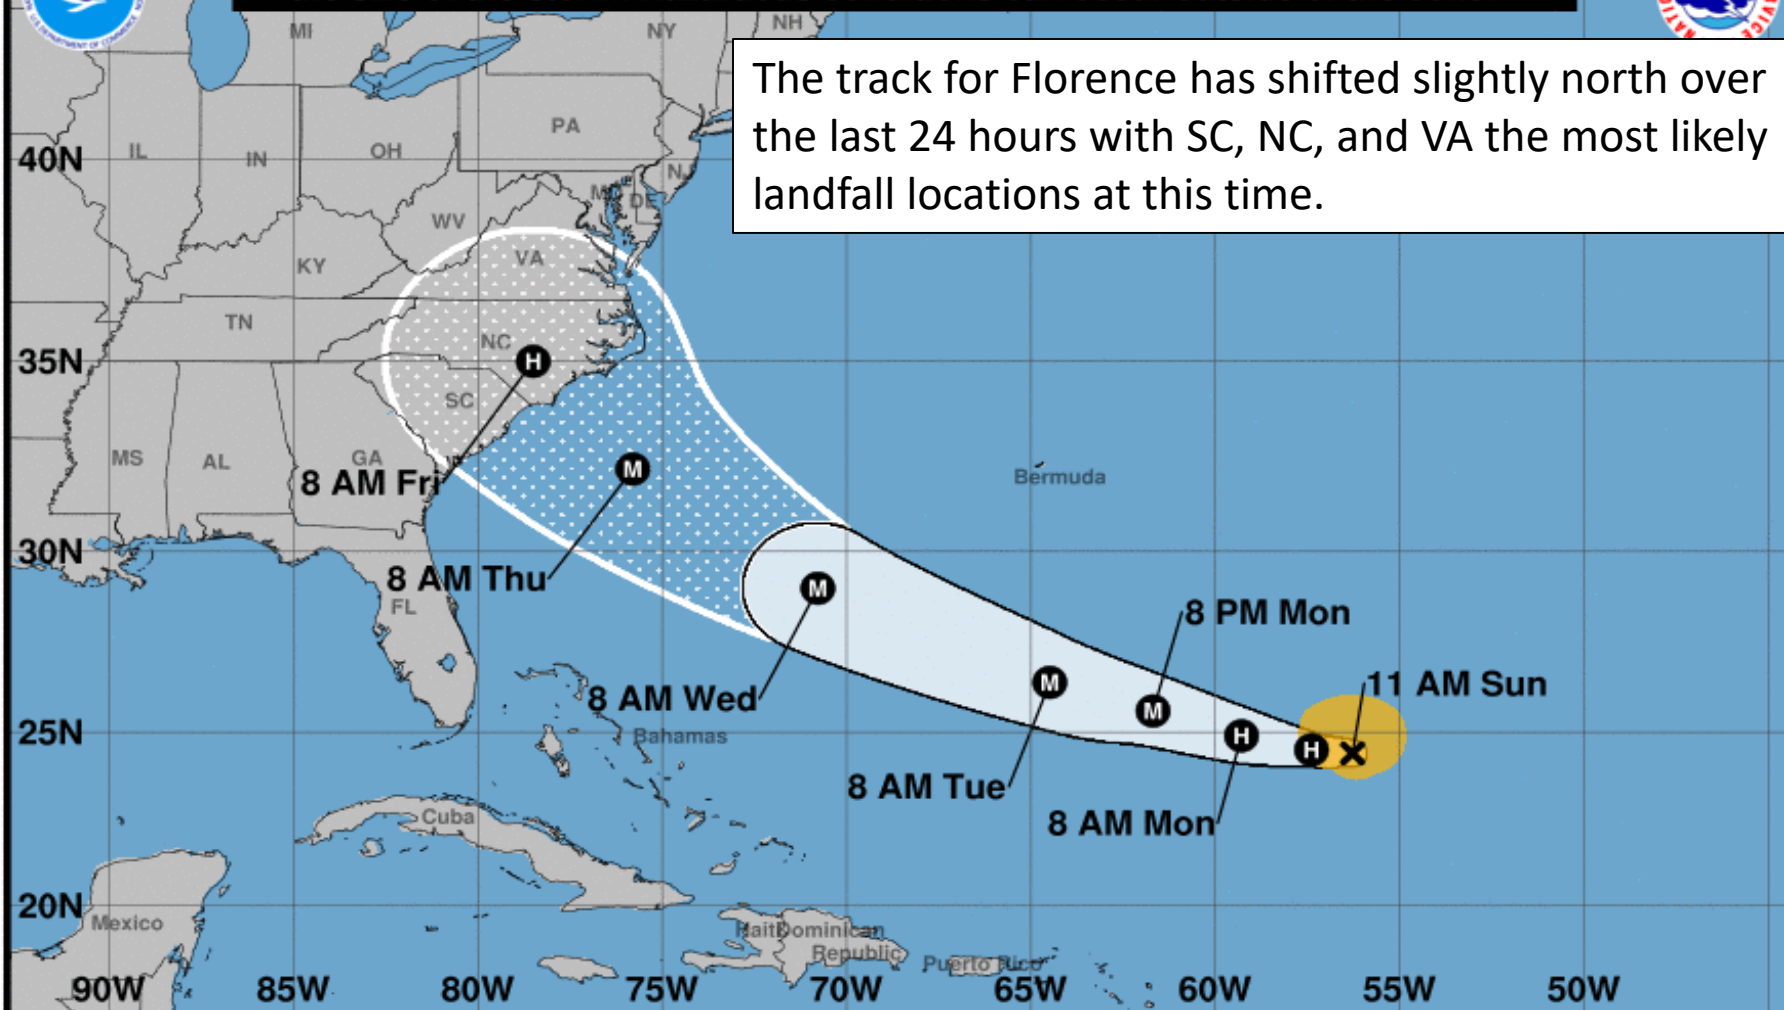 MI
NY
NH
The track for Florence has shifted slightly north over
the last 24 hours with SC, NC, and VA the most likely
landfall locations at this time.
PA
40N
IL
IN
OH
NJ
DE
WV
VA
KY
TN
NC
H
35N
SC
MS
AL
GA
M
8 AM Fri
Bermuda
30N
8 AM Thu
M
FL
8 PM Mon
M
11 AM Sun
8 AM Wed
M
25N
Bahamas
H
H
8 AM Tue
8 AM Mon
Cuba
20N
Mexico
Haiti
Dominican
Republic
Puerto Rico
90W
85W
80W
75W
70W
65W
60W
55W
50W